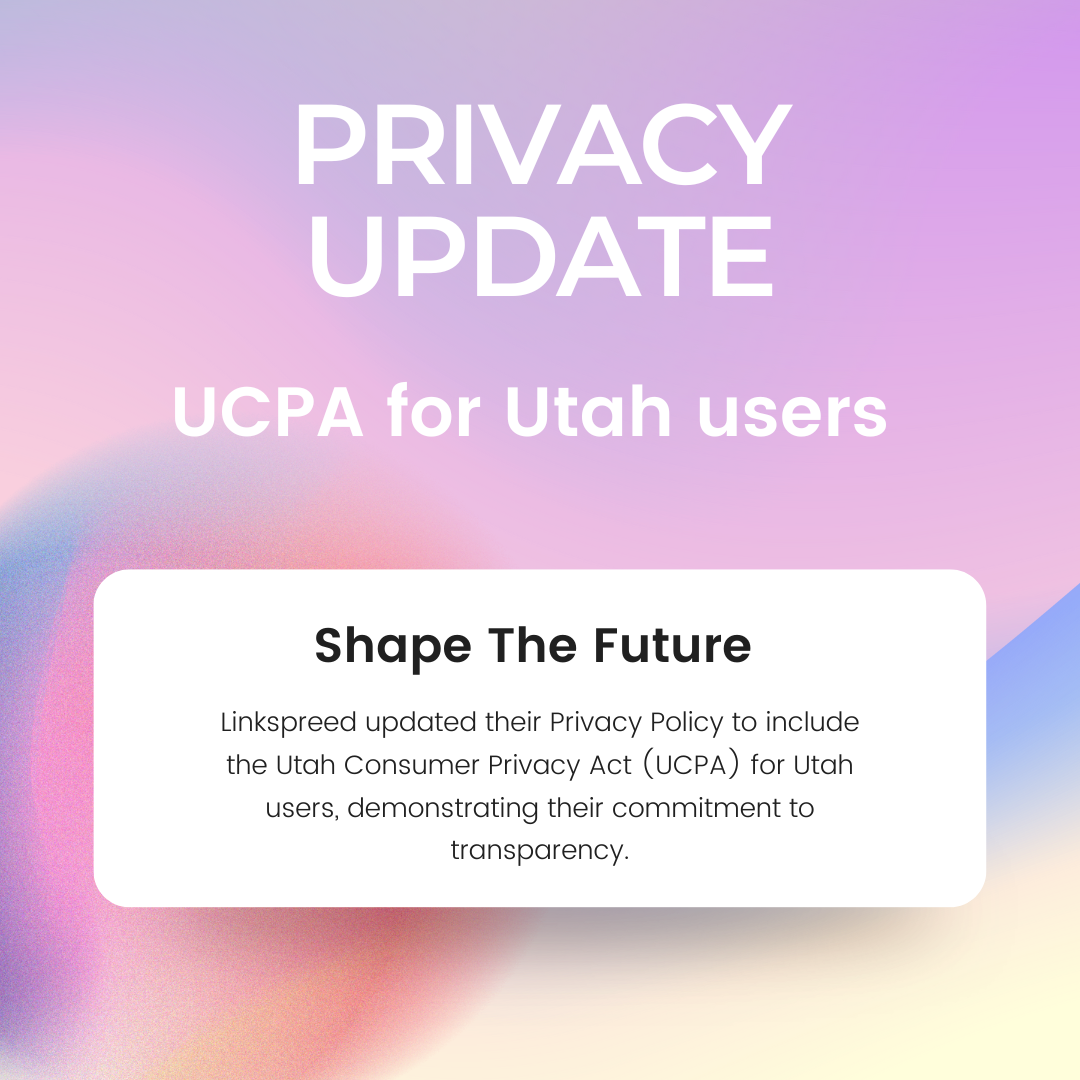 PRIVACY
UPDATE
UCPA for Utah users
Shape The Future
Linkspreed updated their Privacy Policy to include
the Utah Consumer Privacy Act (UCPA) for Utah
users, demonstrating their commitment to
transparency.